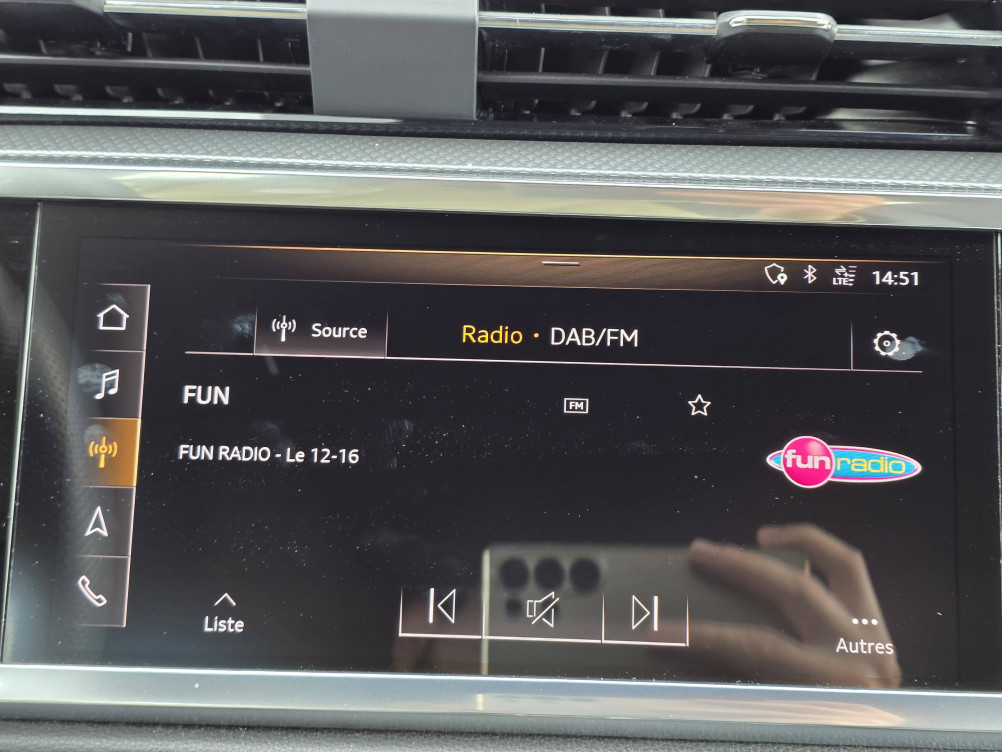 LTE
14:51
Source
Radio • DAB/FM
FUN
FM
FUN RADIO - Le 12-16
fun radio
Liste
Autres